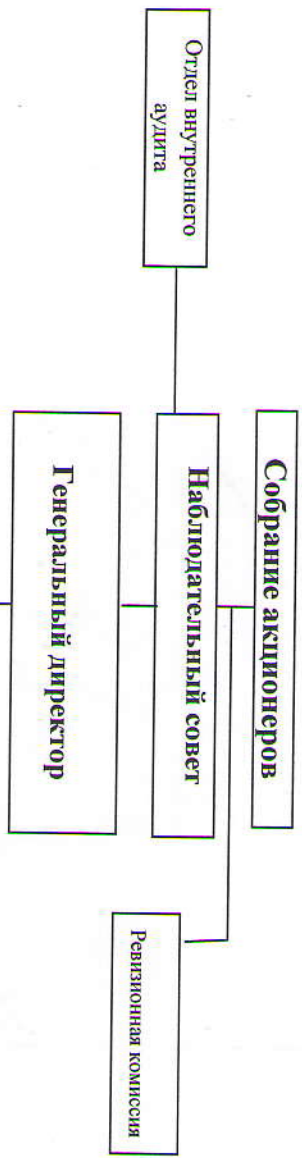 Собрание акционеров
Отдел внутреннего
аудита
Наблюдательный совет
Ревизионная комиссия
Генеральный директор